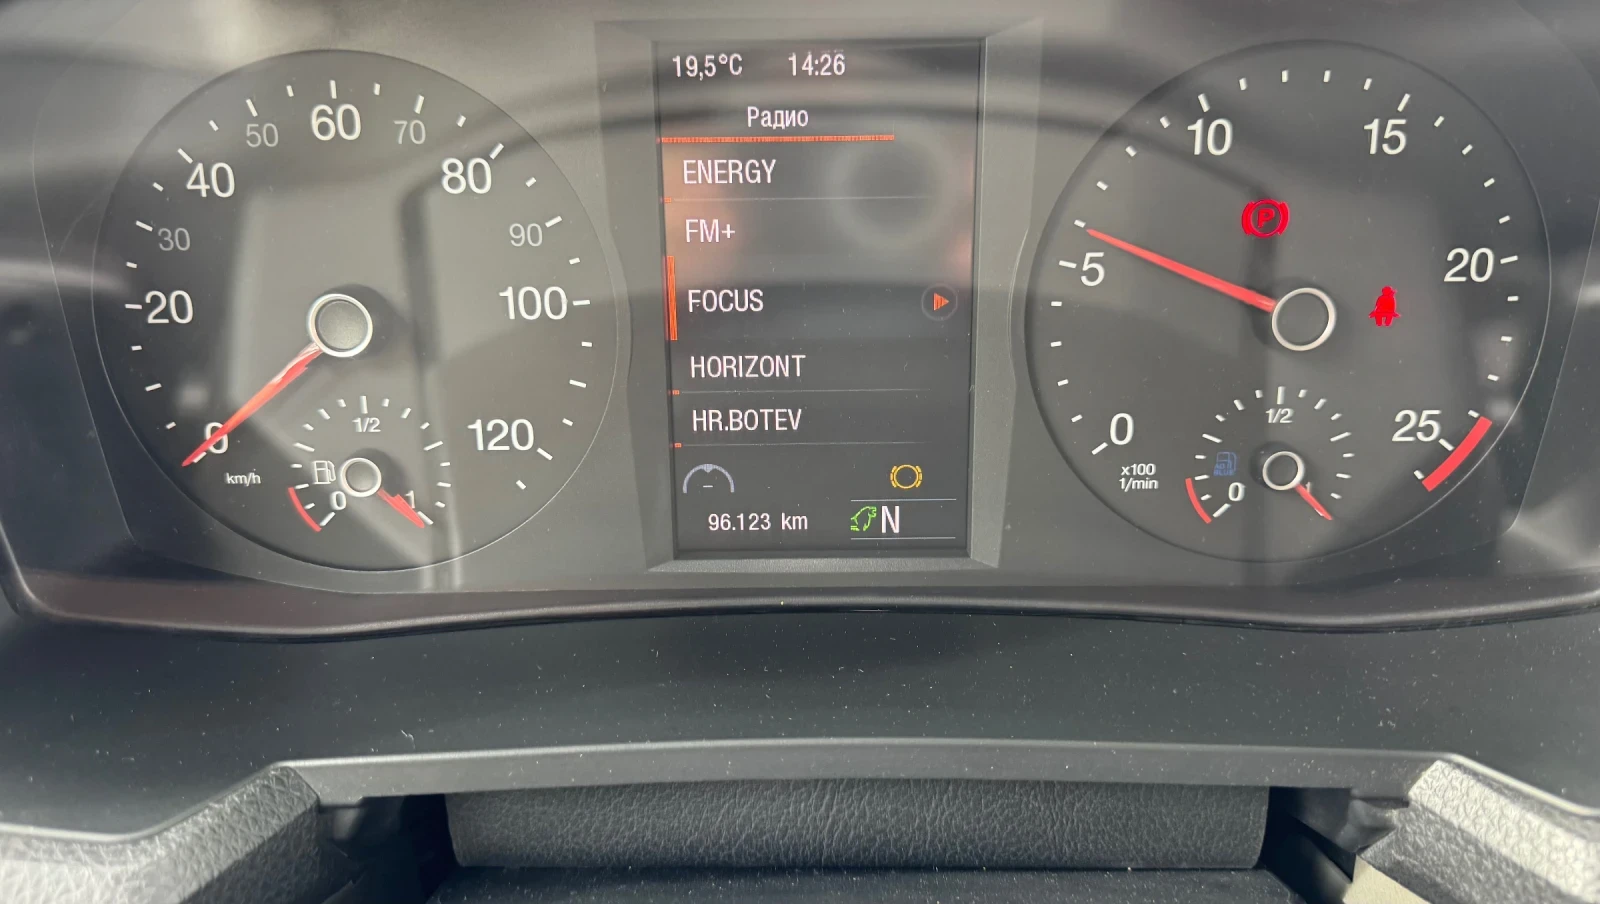 19,5°C 14:26
Радио
ENERGY
FM+
FOCUS
HORIZONT
HR.BOTEV
96.123 km
N
0
20
30
40
50
60
70
80
90
100
120
km/h
1/2
0
1
0
5
10
15
20
25
x100
1/min
P
1/2
0
1